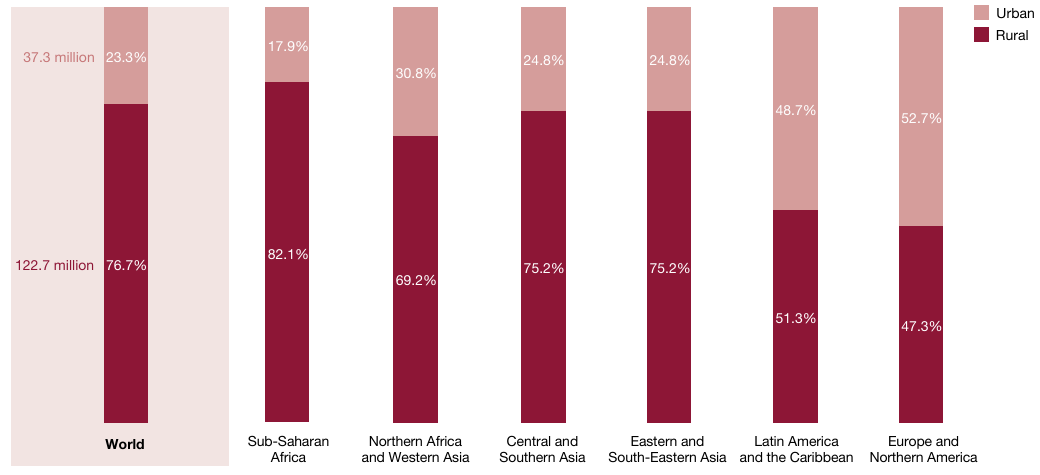 Urban
Rural
37.3 million
122.7 million
23.3%
76.7%
17.9%
82.1%
30.8%
69.2%
24.8%
75.2%
24.8%
75.2%
48.7%
51.3%
52.7%
47.3%
World
Sub-Saharan
Africa
Northern Africa
and Western Asia
Central and
Southern Asia
Eastern and
South-Eastern Asia
Latin America
and the Caribbean
Europe and
Northern America